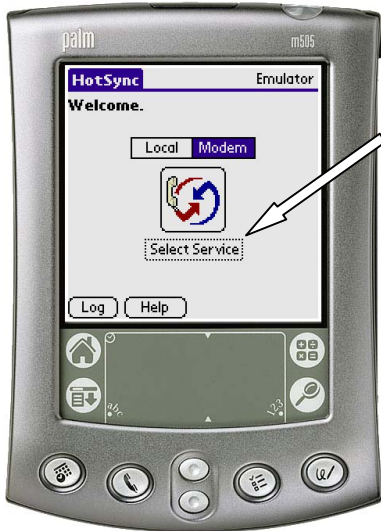 palm m505
HotSync Emulator
Welcome.
Local Modem
Select Service
Log Help
abc 123